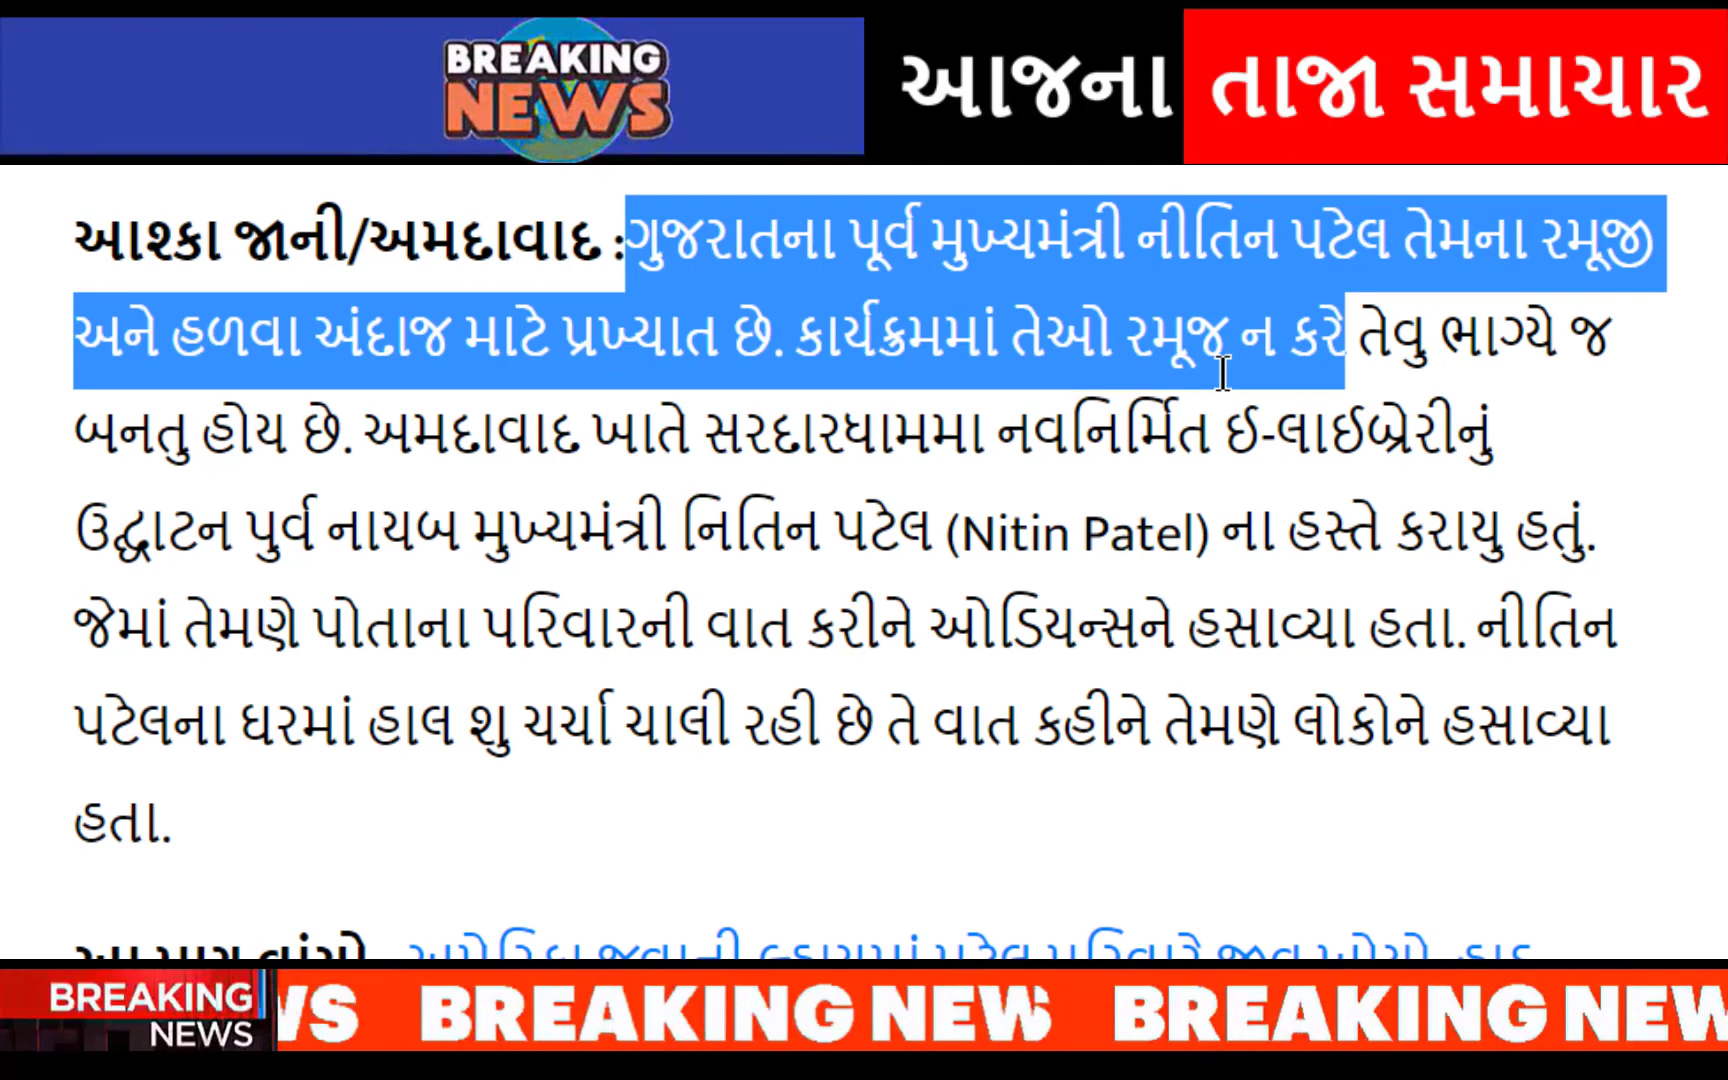 BREAKING
NEWS
આજના તાજા સમાચાર
આશ્કા જાની/અમદાવાદ :ગુજરાતના પૂર્વ મુખ્યમંત્રી નીતિન પટેલ તેમના રમૂજી
અને હળવા અંદાજ માટે પ્રખ્યાત છે. કાર્યક્રમમાં તેઓ રમૂજ ન કરે તેવુ ભાગ્યે જ
બનતુ હોય છે. અમદાવાદ ખાતે સરદારધામમા નવનિર્મિત ઈ-લાઈબ્રેરીનું
ઉદ્ઘાટન પુર્વ નાયબ મુખ્યમંત્રી નિતિન પટેલ (Nitin Patel) ના હસ્તે કરાયુ હતું.
જેમાં તેમણે પોતાના પરિવારની વાત કરીને ઓડિયન્સને હસાવ્યા હતા. નીતિન
પટેલના ઘરમાં હાલ શુ ચર્ચા ચાલી રહી છે તે વાત કહીને તેમણે લોકોને હસાવ્યા
હતા.
BREAKING
NEWS
WS BREAKING NEWS BREAKING NEW